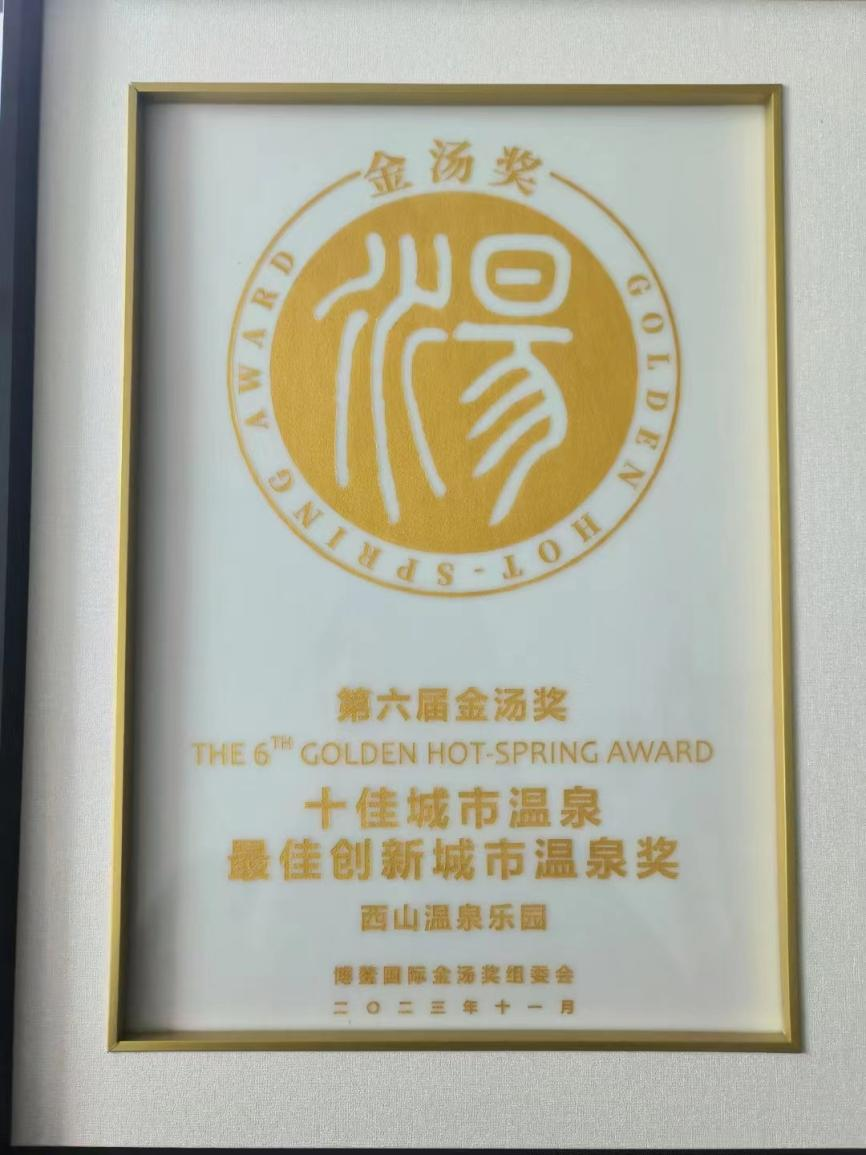 金汤奖
GOLDEN HOT-SPRING AWARD
湯
第六届金汤奖
THE 6TH GOLDEN HOT-SPRING AWARD
十佳城市温泉
最佳创新城市温泉奖
西山温泉乐园
博鳌国际金汤奖组委会
二〇二三年十一月